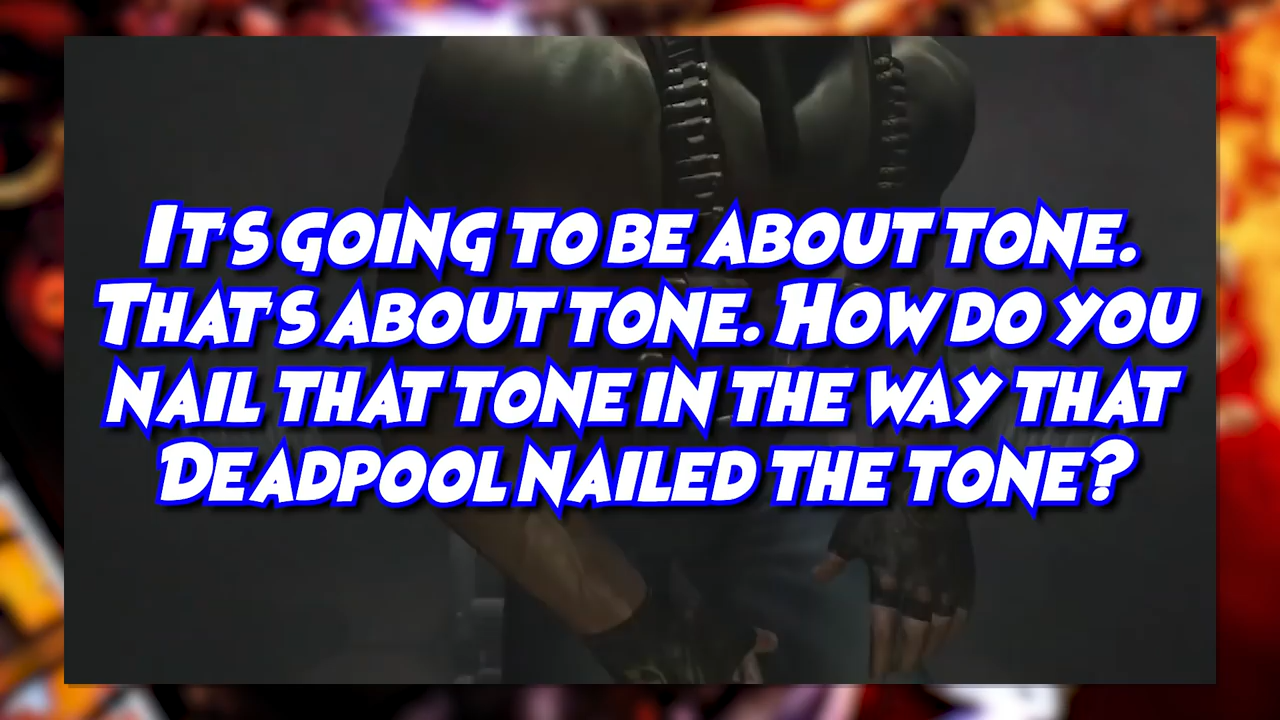 It's going to be about tone.
That's about tone. How do you
nail that tone in the way that
Deadpool nailed the tone?